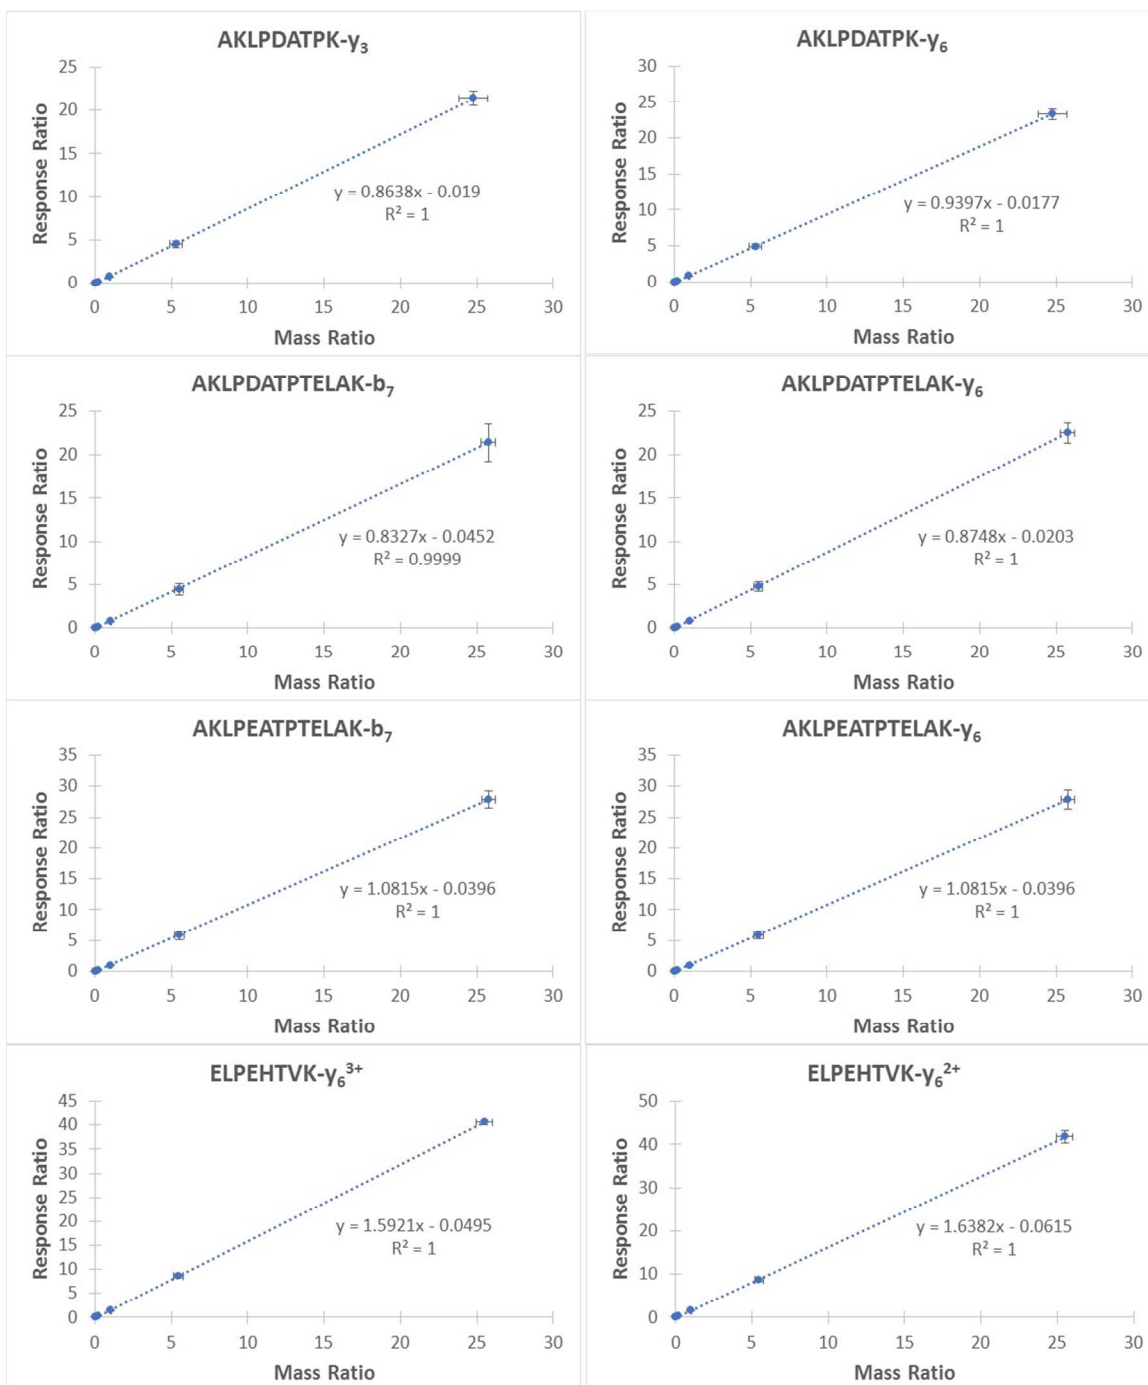 AKLPDATPK-y₃
25
20
15
10
5
0
Response Ratio
y = 0.8638x - 0.019
R² = 1
0 5 10 15 20 25 30
Mass Ratio
AKLPDATPK-y₆
30
25
20
15
10
5
0
Response Ratio
y = 0.9397x - 0.0177
R² = 1
0 5 10 15 20 25 30
Mass Ratio
AKLPDATPTELAK-b₇
25
20
15
10
5
0
Response Ratio
y = 0.8327x - 0.0452
R² = 0.9999
0 5 10 15 20 25 30
Mass Ratio
AKLPDATPTELAK-y₆
25
20
15
10
5
0
Response Ratio
y = 0.8748x - 0.0203
R² = 1
0 5 10 15 20 25 30
Mass Ratio
AKLPEATPTELAK-b₇
35
30
25
20
15
10
5
0
Response Ratio
y = 1.0815x - 0.0396
R² = 1
0 5 10 15 20 25 30
Mass Ratio
AKLPEATPTELAK-y₆
35
30
25
20
15
10
5
0
Response Ratio
y = 1.0815x - 0.0396
R² = 1
0 5 10 15 20 25 30
Mass Ratio
ELPEHTVK-y₆³⁺
45
40
35
30
25
20
15
10
5
0
Response Ratio
y = 1.5921x - 0.0495
R² = 1
0 5 10 15 20 25 30
Mass Ratio
ELPEHTVK-y₆²⁺
50
40
30
20
10
0
Response Ratio
y = 1.6382x - 0.0615
R² = 1
0 5 10 15 20 25 30
Mass Ratio